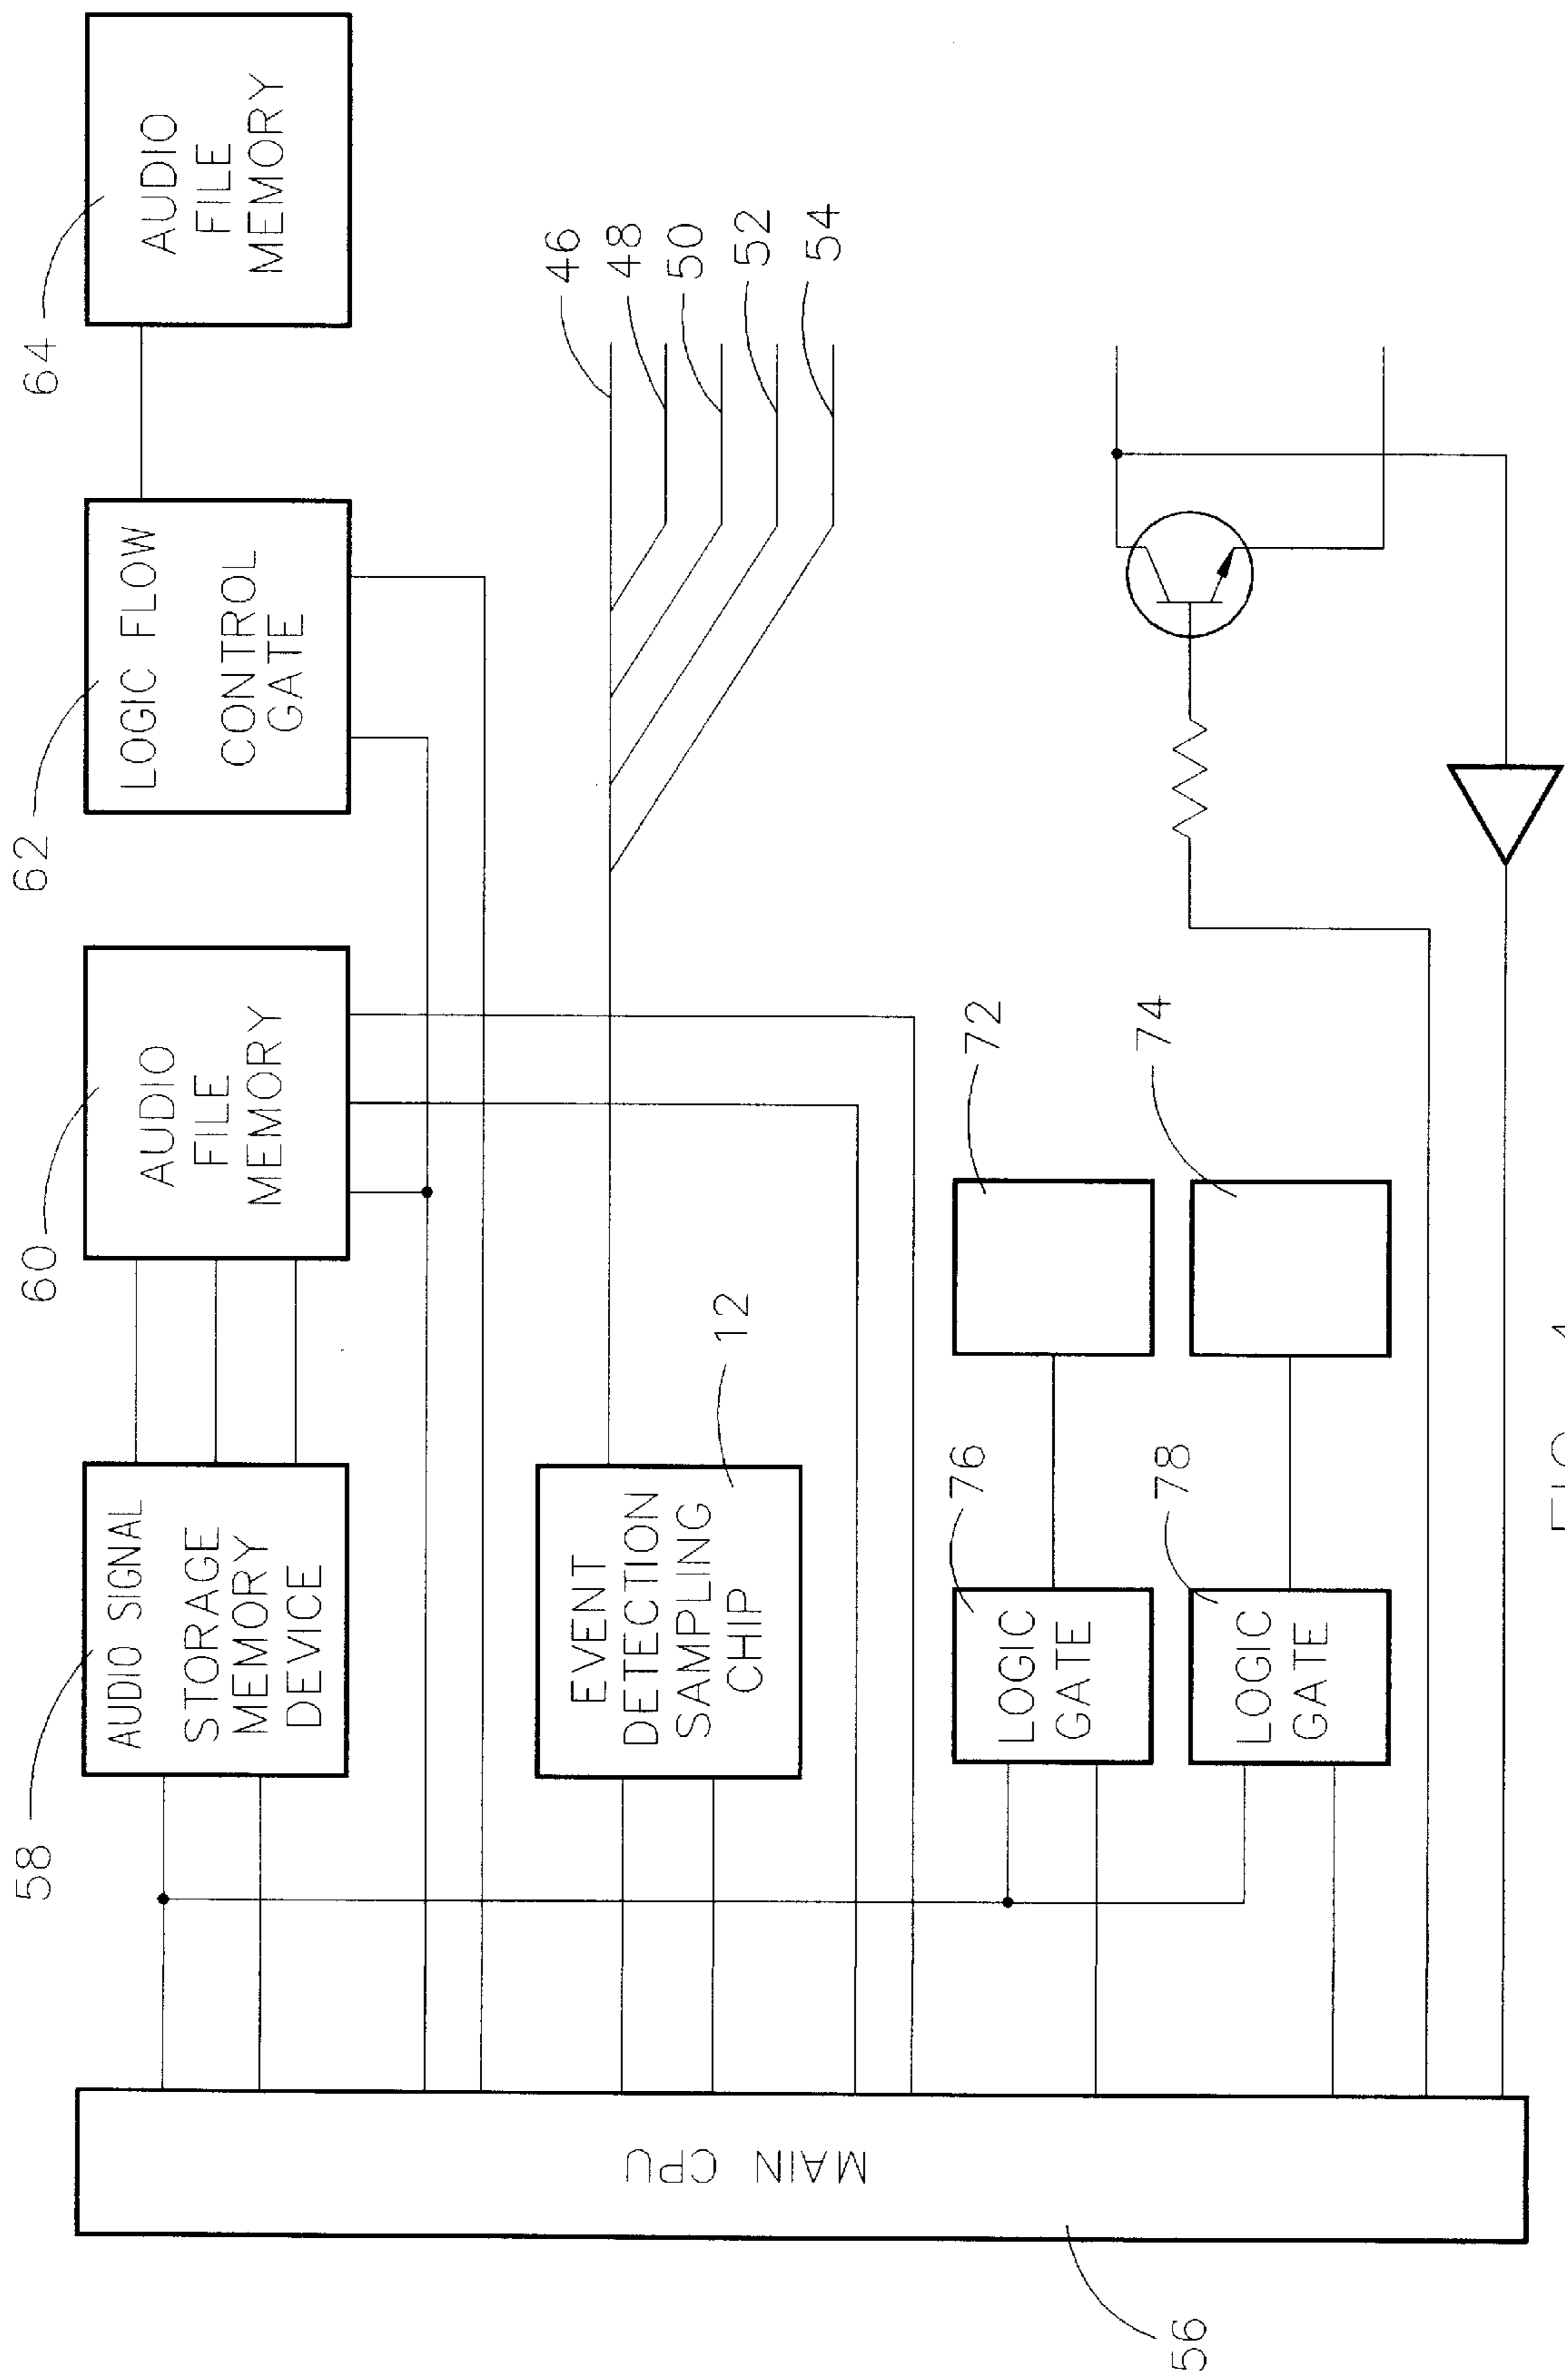 64
AUDIO
FILE
MEMORY
62
LOGIC FLOW
CONTROL
GATE
60
AUDIO
FILE
MEMORY
58
AUDIO SIGNAL
STORAGE
MEMORY
DEVICE
46
48
50
52
54
12
EVENT
DETECTION
SAMPLING
CHIP
72
74
76
LOGIC
GATE
78
LOGIC
GATE
MAIN CPU
56